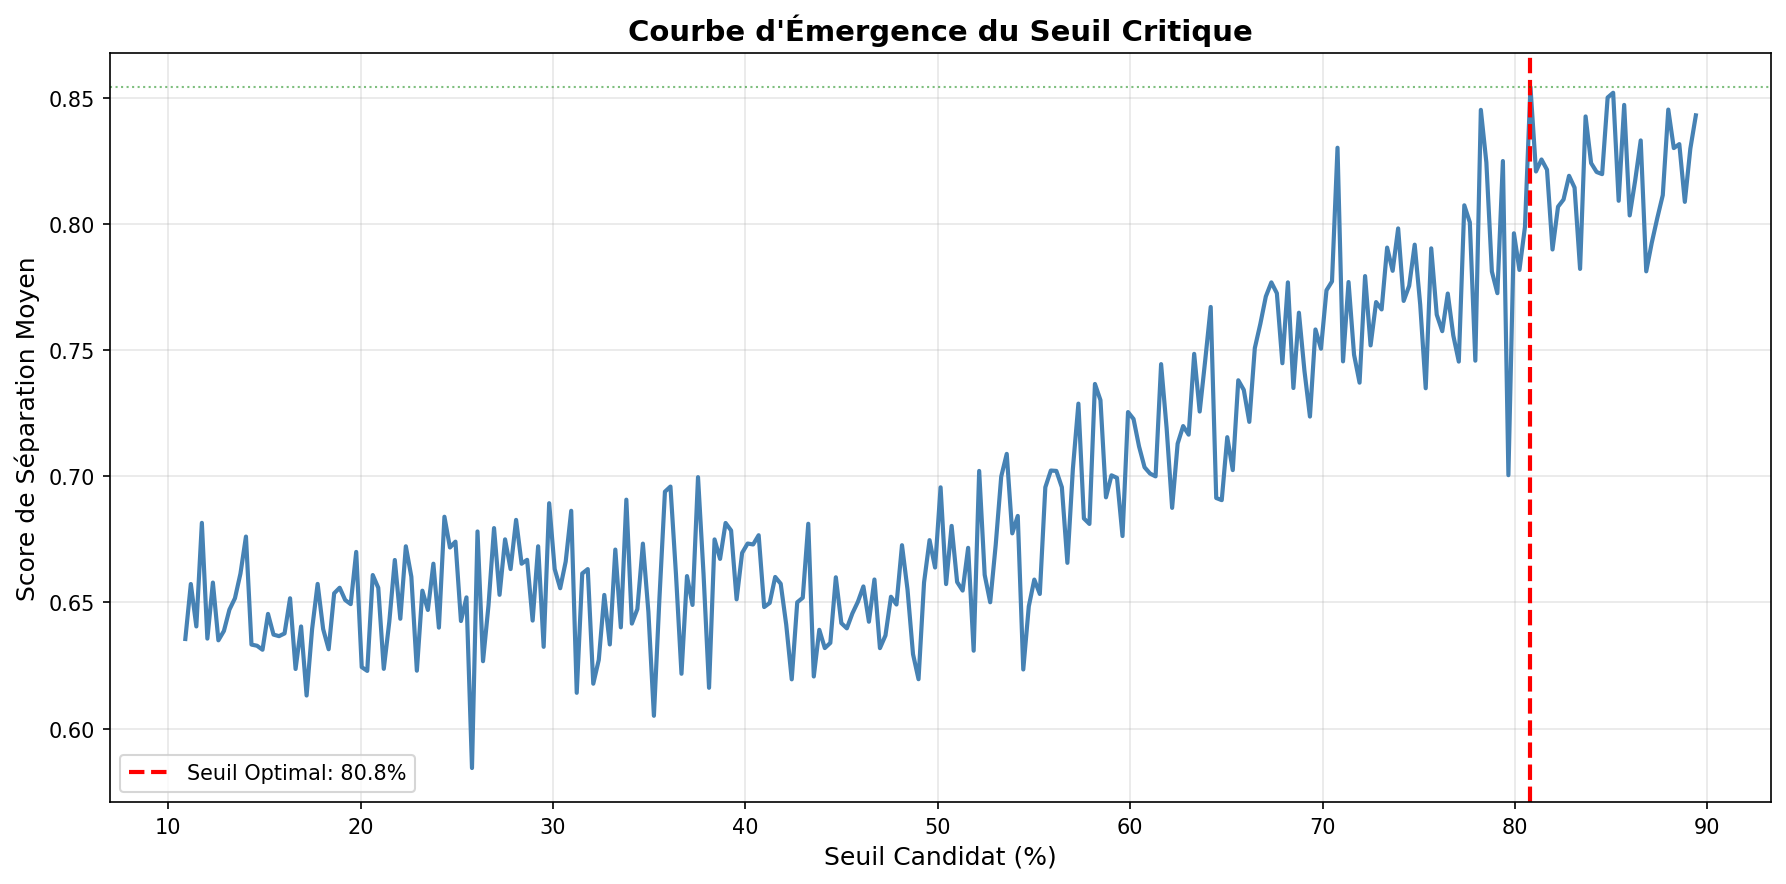 Courbe d'Émergence du Seuil Critique
Score de Séparation Moyen
0.85
0.80
0.75
0.70
0.65
0.60
Seuil Optimal: 80.8%
10 20 30 40 50 60 70 80 90
Seuil Candidat (%)